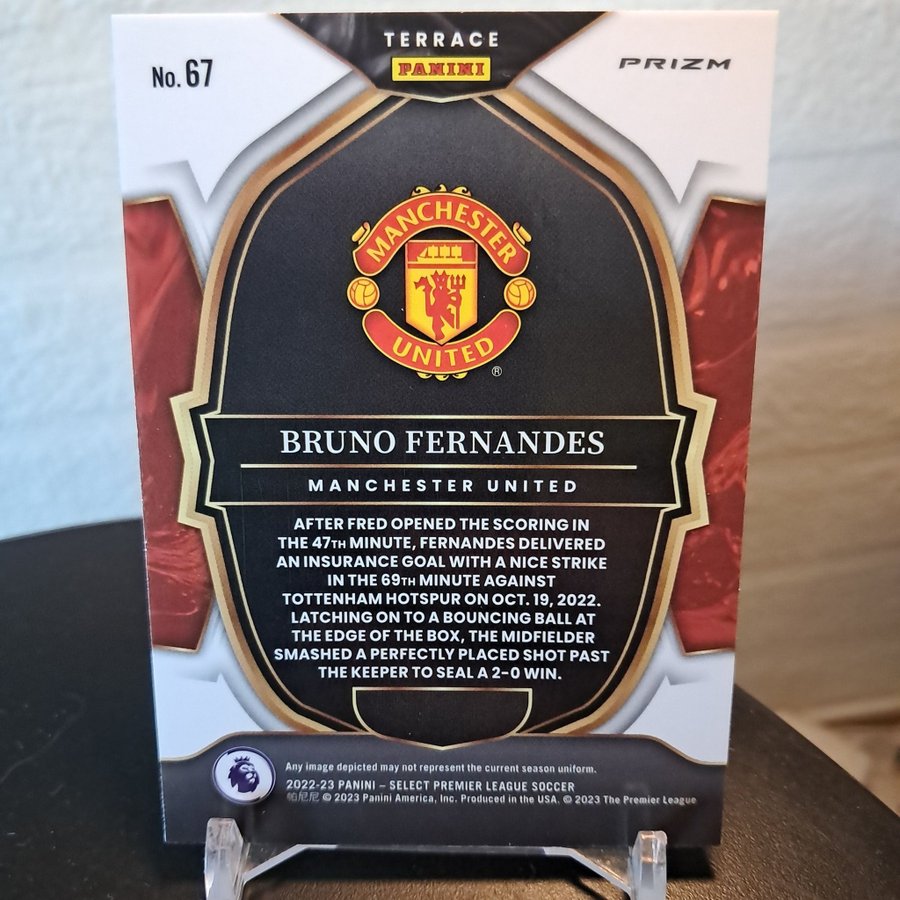 TERRACE
PANINI
No. 67
PRIZM
MANCHESTER
UNITED
®
BRUNO FERNANDES
MANCHESTER UNITED
AFTER FRED OPENED THE SCORING IN
THE 47TH MINUTE, FERNANDES DELIVERED
AN INSURANCE GOAL WITH A NICE STRIKE
IN THE 69TH MINUTE AGAINST
TOTTENHAM HOTSPUR ON OCT. 19, 2022.
LATCHING ON TO A BOUNCING BALL AT
THE EDGE OF THE BOX, THE MIDFIELDER
SMASHED A PERFECTLY PLACED SHOT PAST
THE KEEPER TO SEAL A 2-0 WIN.
Any image depicted may not represent the current season uniform.
2022-23 PANINI – SELECT PREMIER LEAGUE SOCCER
帕尼尼 © 2023 Panini America, Inc. Produced in the USA. © 2023 The Premier League